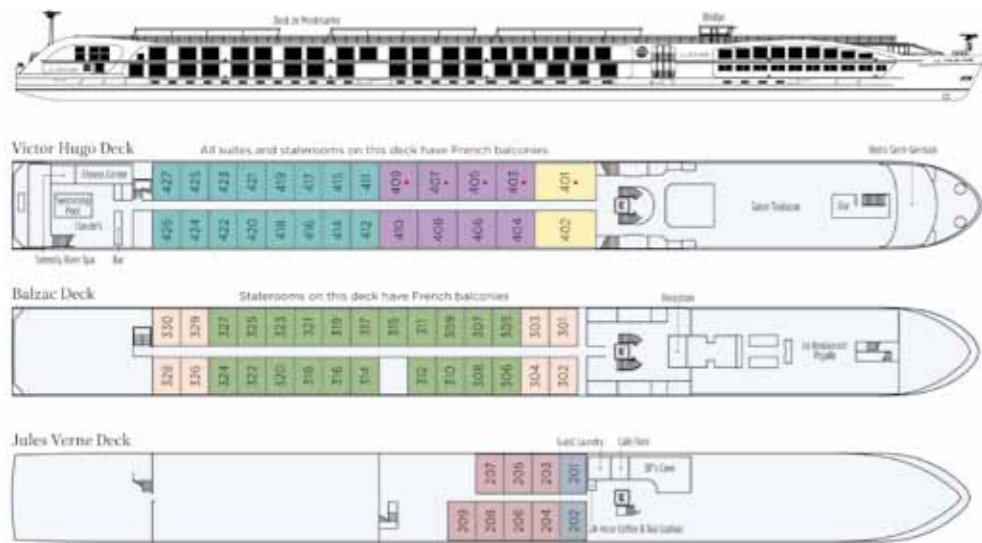 Bridge
Victor Hugo Deck
All suites and staterooms on this deck have French balconies
Fitness Center
427 425 423 421 419 417 415 411 409 407 405 403 401
Swimming
Pool
426 424 422 420 418 416 414 412 410 408 406 404 402
Salon Toulouse
Bar
Serenity River Spa
Bar
Balzac Deck
Staterooms on this deck have French balconies
Reception
330 329 327 325 323 321 319 317 315 311 309 307 305 303 301
328 326 324 322 320 318 316 314 312 310 308 306 304 302
Restaurant
Jules Verne Deck
Guest Laundry
207 205 203 201
209 208 206 204 202